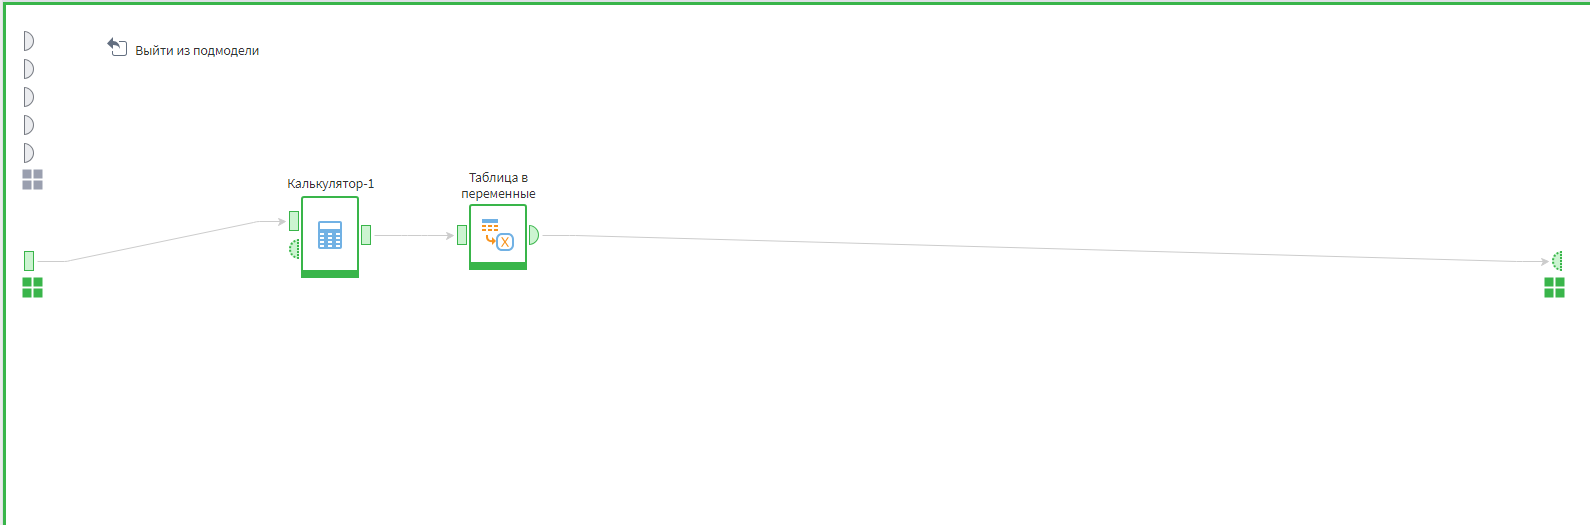 Выйти из подмодели
Калькулятор-1
Таблица в
переменные
X